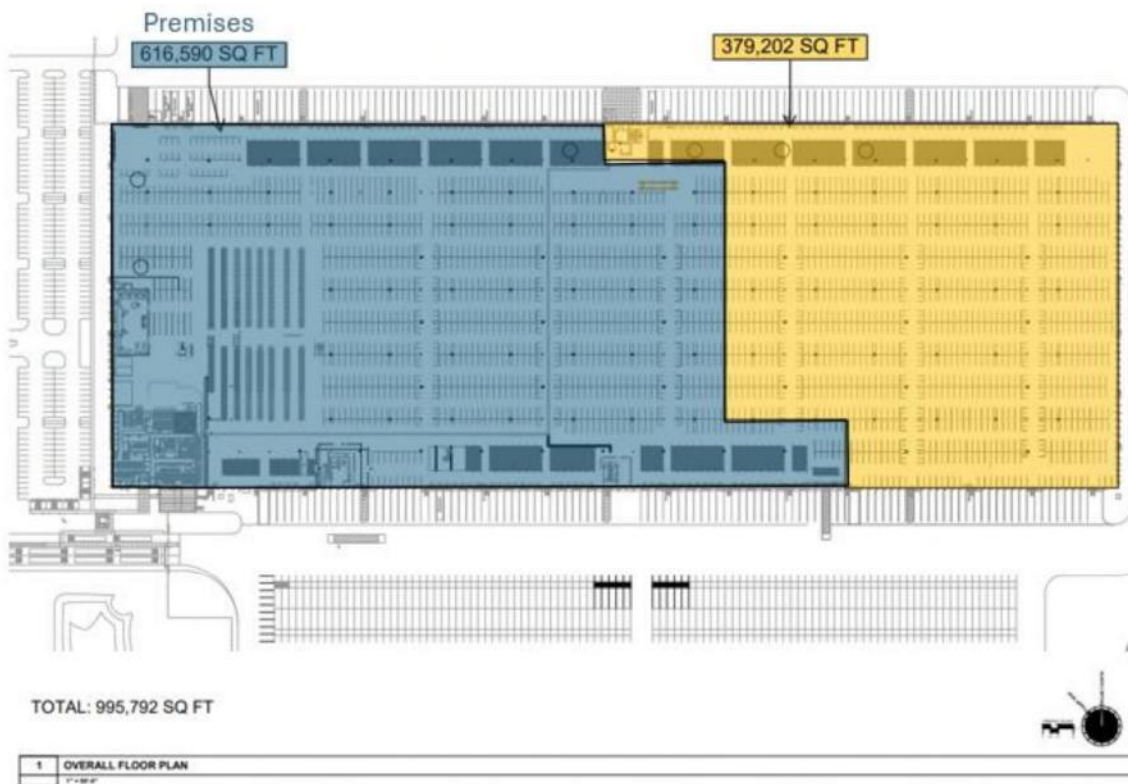 Premises
616,590 SQ FT
379,202 SQ FT
TOTAL: 995,792 SQ FT
1 OVERALL FLOOR PLAN